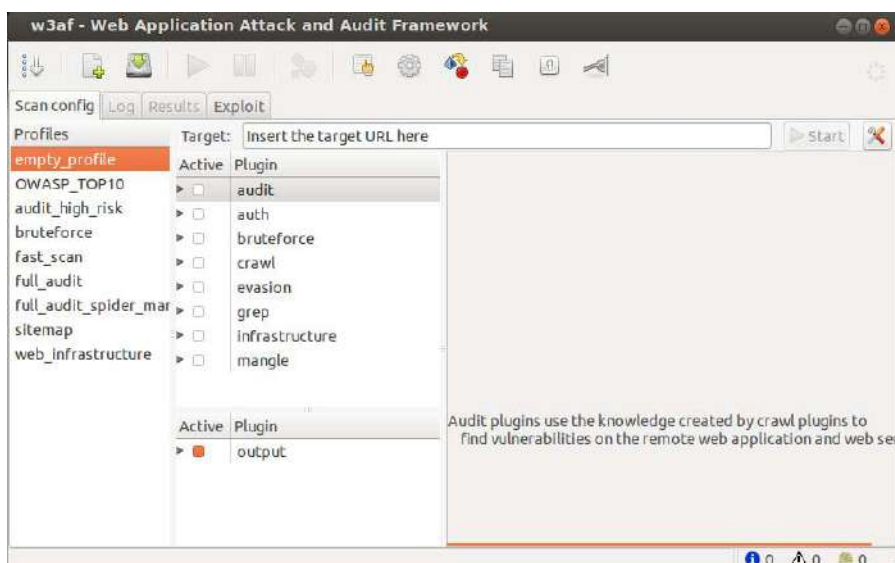 w3af - Web Application Attack and Audit Framework
Scan config Log Results Exploit
Profiles
empty_profile
OWASP_TOP10
audit_high_risk
bruteforce
fast_scan
full_audit
full_audit_spider_mar
sitemap
web_infrastructure
Target: Insert the target URL here Start
Active Plugin
audit
auth
bruteforce
crawl
evasion
grep
infrastructure
mangle
Active Plugin
output
Audit plugins use the knowledge created by crawl plugins to
find vulnerabilities on the remote web application and web se
0 0 0